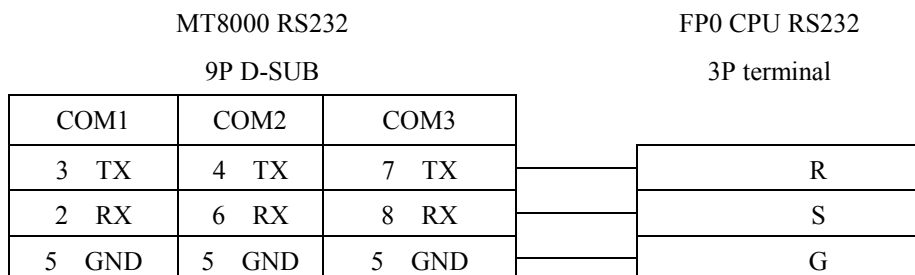 MT8000 RS232 FP0 CPU RS232
9P D-SUB 3P terminal
COM1 COM2 COM3
3 TX 4 TX 7 TX R
2 RX 6 RX 8 RX S
5 GND 5 GND 5 GND G